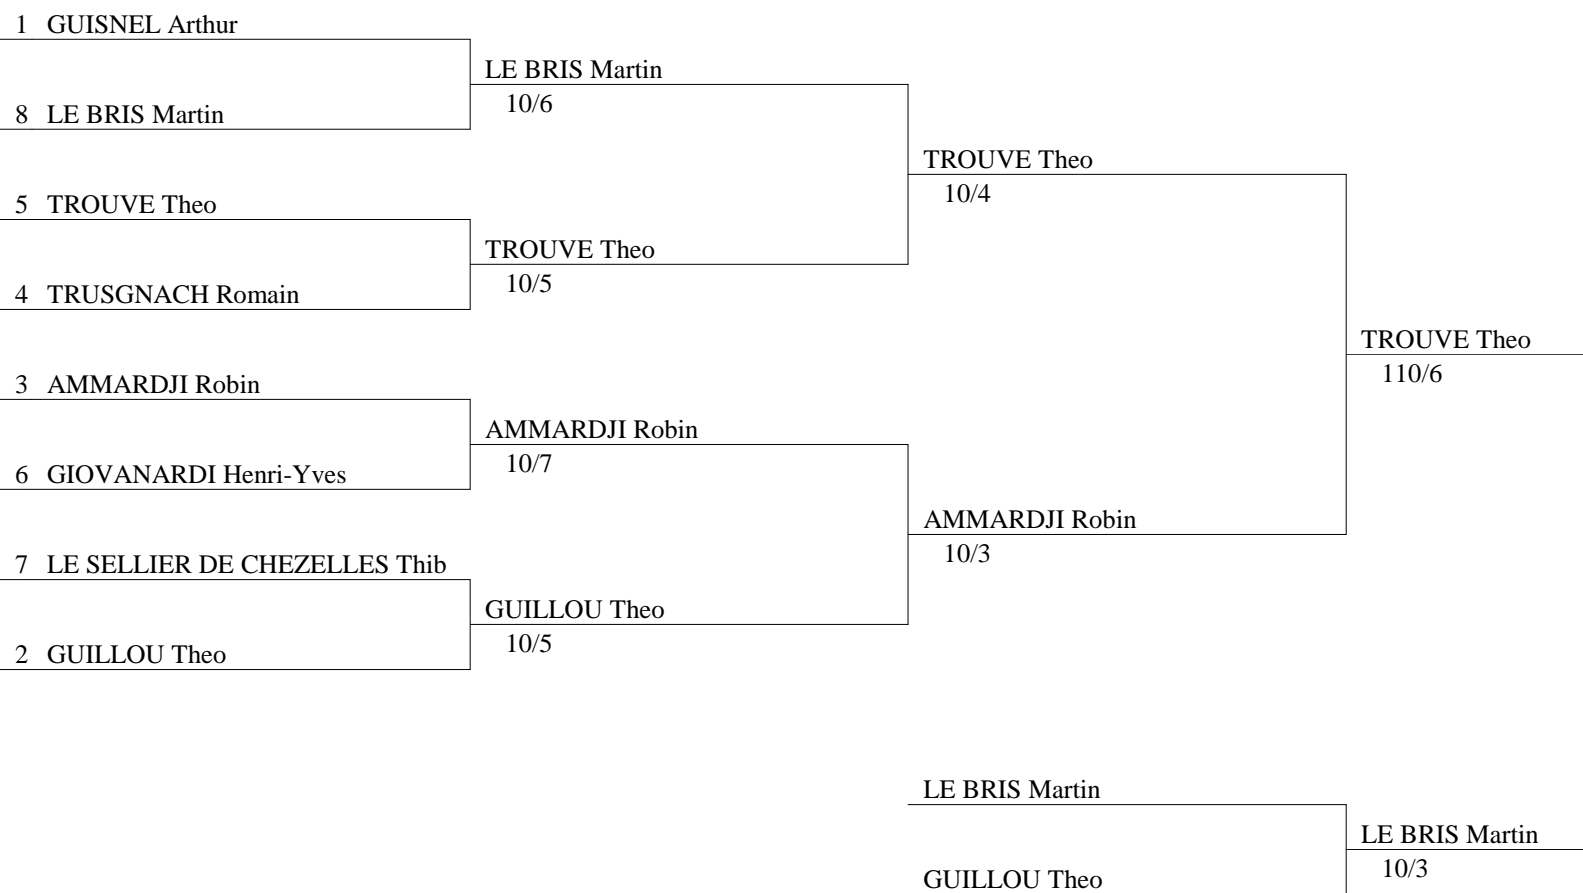 1 GUISNEL Arthur
LE BRIS Martin
10/6
8 LE BRIS Martin
TROUVE Theo
10/4
5 TROUVE Theo
TROUVE Theo
10/5
4 TRUSGNACH Romain
TROUVE Theo
110/6
3 AMMARDJI Robin
AMMARDJI Robin
10/7
6 GIOVANARDI Henri-Yves
AMMARDJI Robin
10/3
7 LE SELLIER DE CHEZELLES Thib
GUILLOU Theo
10/5
2 GUILLOU Theo
LE BRIS Martin
LE BRIS Martin
10/3
GUILLOU Theo